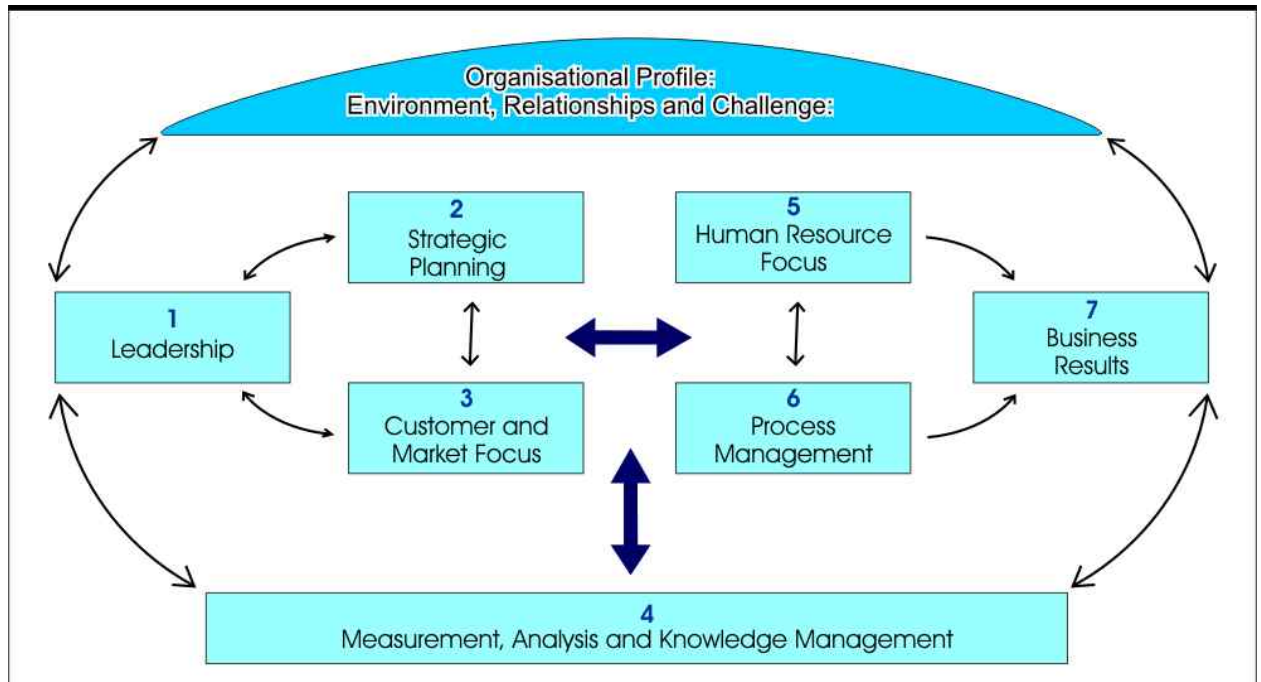 Organisational Profile:
Environment, Relationships and Challenge:
2
Strategic
Planning
5
Human Resource
Focus
1
Leadership
7
Business
Results
3
Customer and
Market Focus
6
Process
Management
4
Measurement, Analysis and Knowledge Management